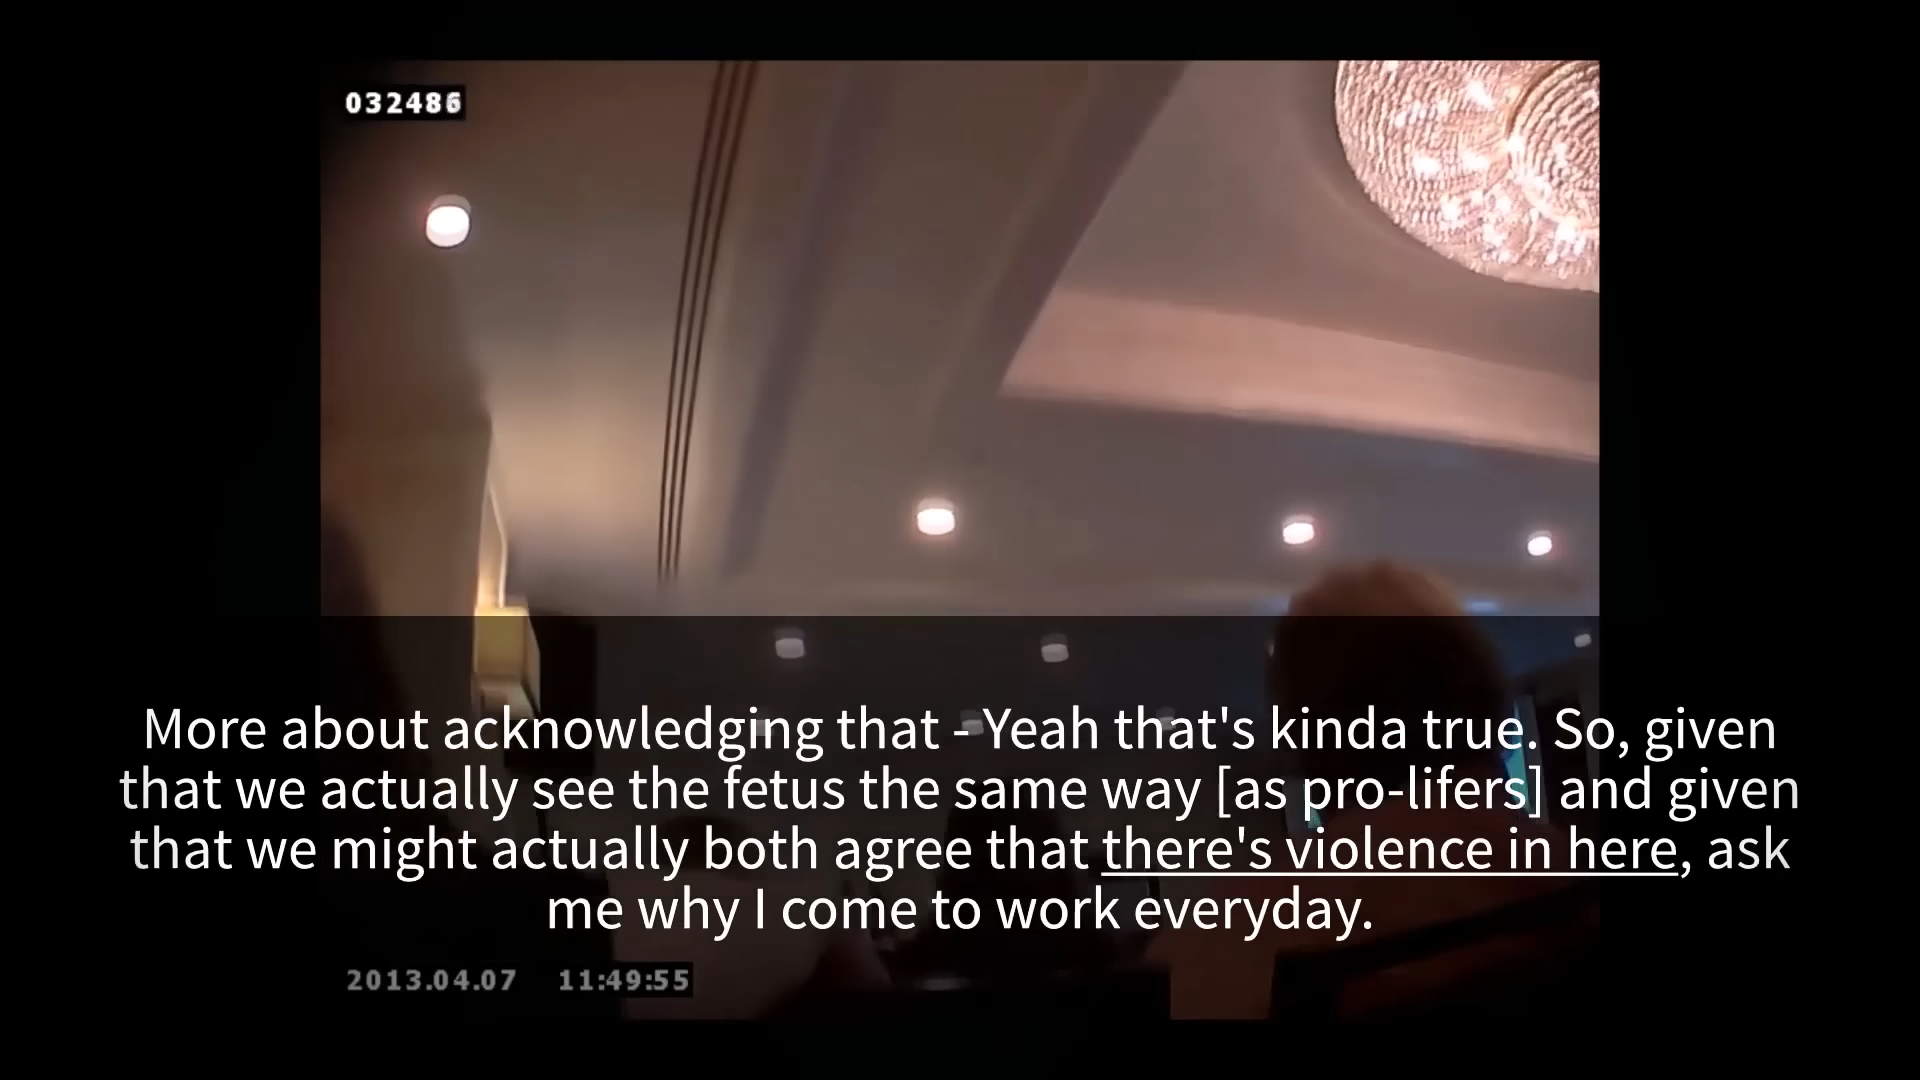 032486
More about acknowledging that - Yeah that's kinda true. So, given
that we actually see the fetus the same way [as pro-lifers] and given
that we might actually both agree that there's violence in here, ask
me why I come to work everyday.
2013.04.07 11:49:55